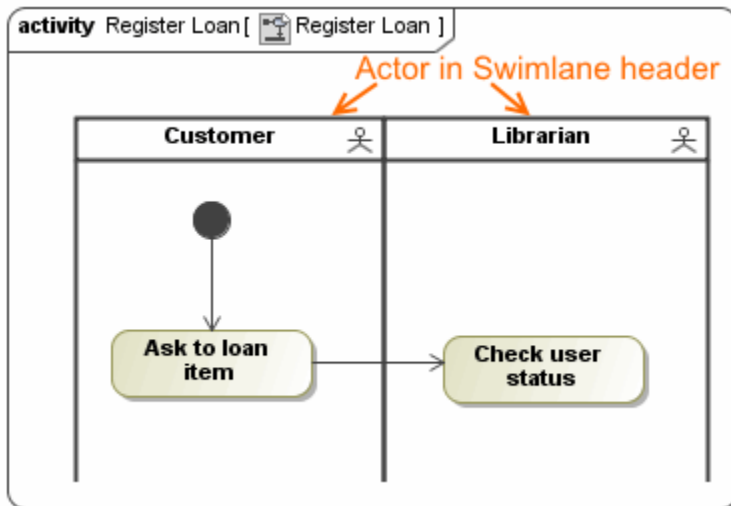 activity Register Loan[ Register Loan ]
Actor in Swimlane header
Customer
Librarian
Ask to loan
item
Check user
status